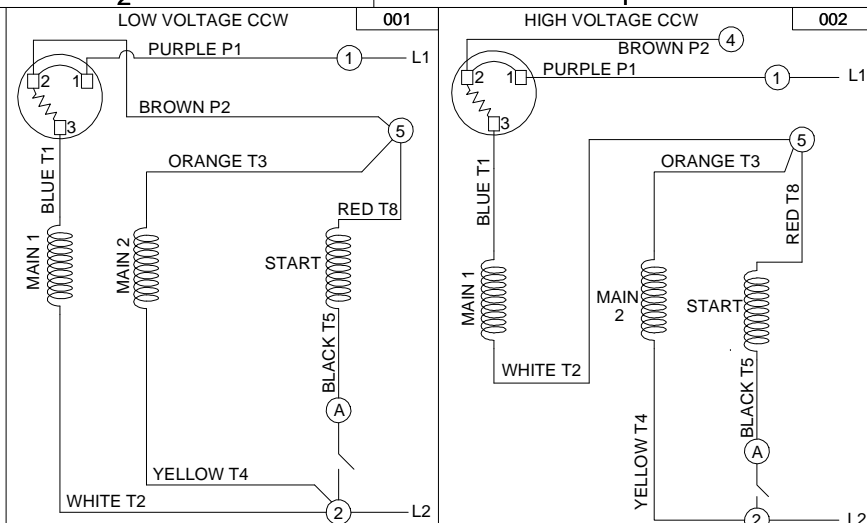 2
1
LOW VOLTAGE CCW
001
PURPLE P1
1
L1
2
1
3
BROWN P2
5
ORANGE T3
BLUE T1
RED T8
MAIN 1
MAIN 2
START
BLACK T5
A
YELLOW T4
WHITE T2
2
L2
HIGH VOLTAGE CCW
002
BROWN P2
4
PURPLE P1
1
L1
2
1
3
5
ORANGE T3
BLUE T1
RED T8
MAIN 1
MAIN
2
START
WHITE T2
BLACK T5
A
YELLOW T4
2
L2